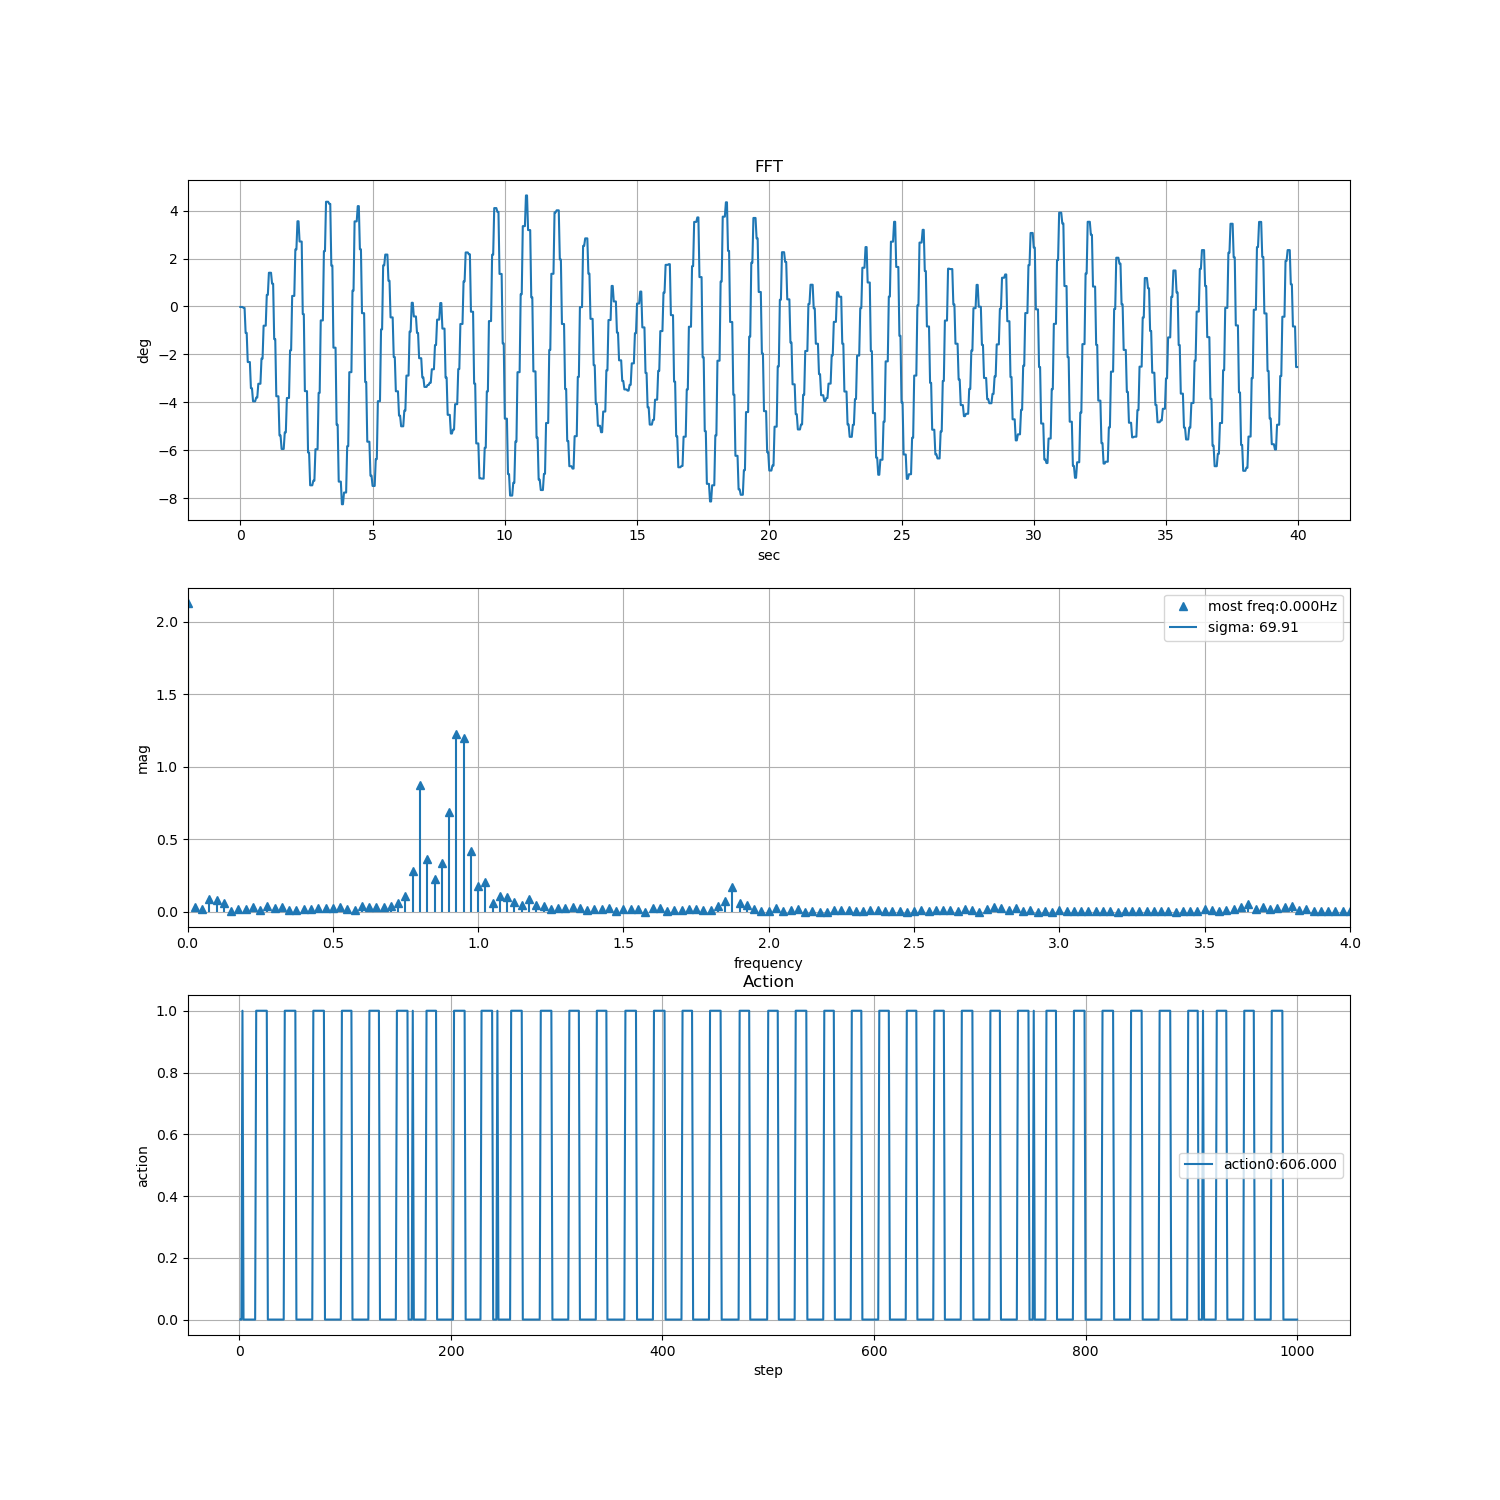 FFT
4
2
0
−2
−4
−6
−8
deg
0 5 10 15 20 25 30 35 40
sec
most freq:0.000Hz
sigma: 69.91
2.0
1.5
1.0
0.5
0.0
mag
0.0 0.5 1.0 1.5 2.0 2.5 3.0 3.5 4.0
frequency
Action
1.0
0.8
0.6
0.4
0.2
0.0
action
action0:606.000
0 200 400 600 800 1000
step